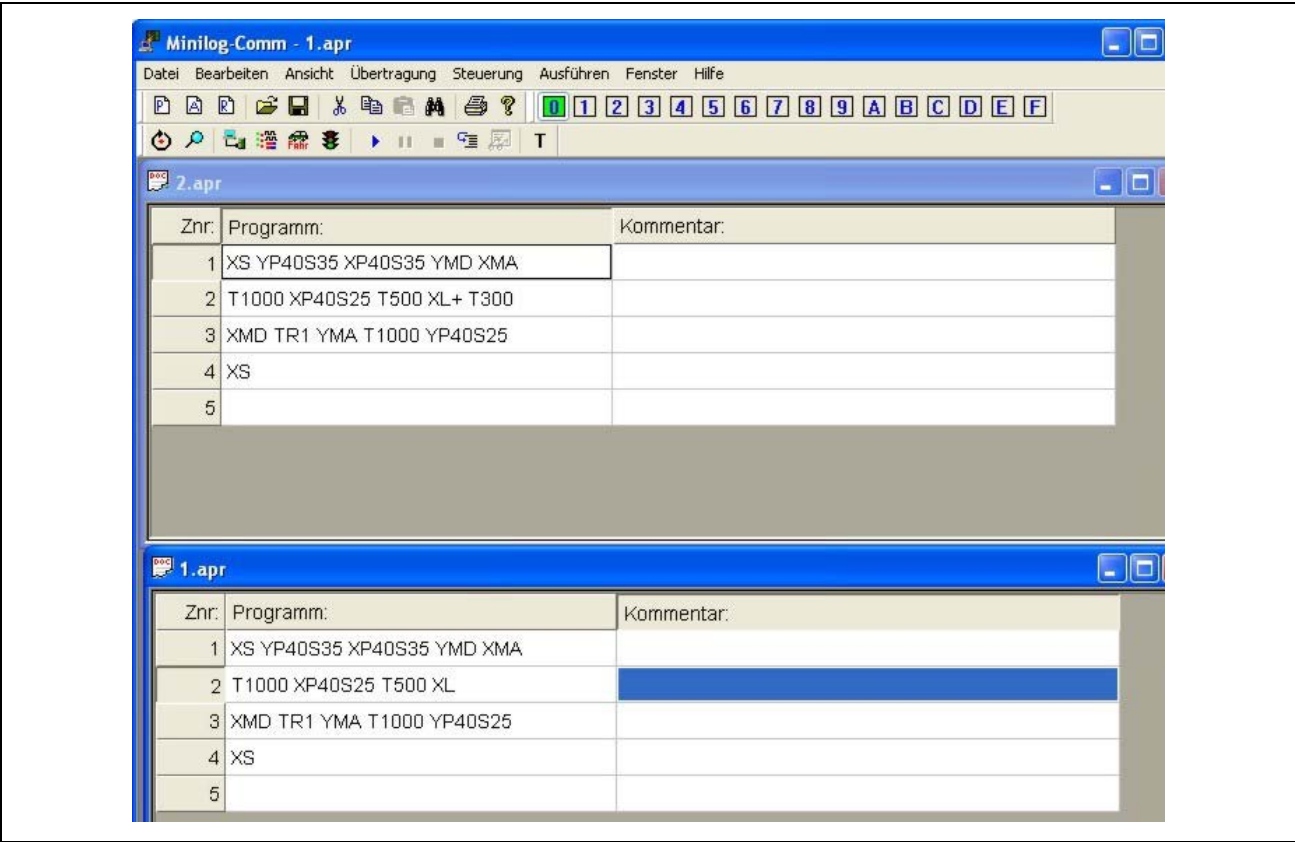 Minilog-Comm - 1.apr
Datei Bearbeiten Ansicht Übertragung Steuerung Ausführen Fenster Hilfe
P A R ? 0 1 2 3 4 5 6 7 8 9 A B C D E F
Fahr T
2.apr
Znr: Programm: Kommentar:
1 XS YP40S35 XP40S35 YMD XMA
2 T1000 XP40S25 T500 XL+ T300
3 XMD TR1 YMA T1000 YP40S25
4 XS
5
1.apr
Znr: Programm: Kommentar:
1 XS YP40S35 XP40S35 YMD XMA
2 T1000 XP40S25 T500 XL
3 XMD TR1 YMA T1000 YP40S25
4 XS
5